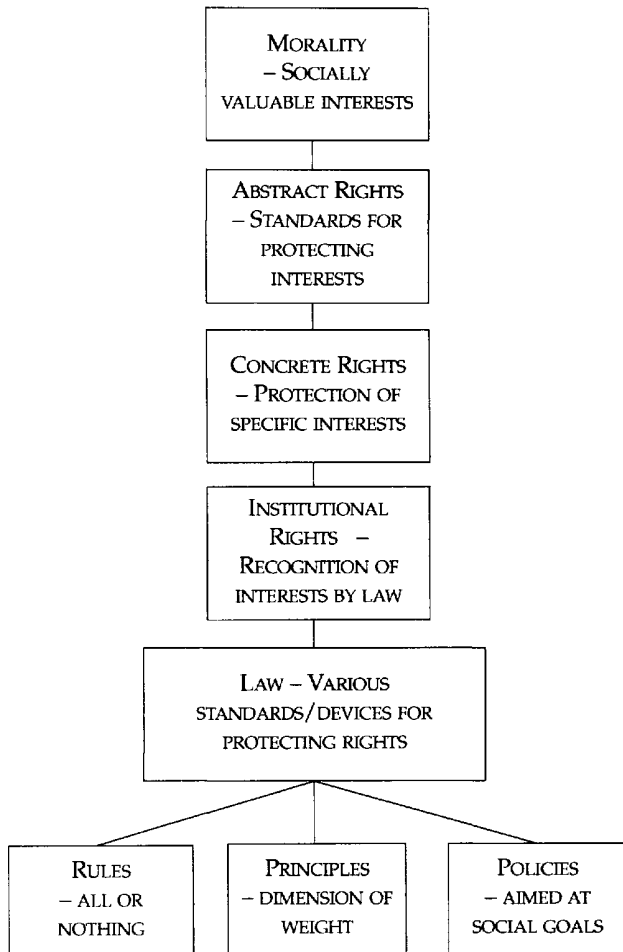 MORALITY
– SOCIALLY
VALUABLE INTERESTS
ABSTRACT RIGHTS
– STANDARDS FOR
PROTECTING
INTERESTS
CONCRETE RIGHTS
– PROTECTION OF
SPECIFIC INTERESTS
INSTITUTIONAL
RIGHTS –
RECOGNITION OF
INTERESTS BY LAW
LAW – VARIOUS
STANDARDS/DEVICES FOR
PROTECTING RIGHTS
RULES
– ALL OR
NOTHING
PRINCIPLES
– DIMENSION OF
WEIGHT
POLICIES
– AIMED AT
SOCIAL GOALS